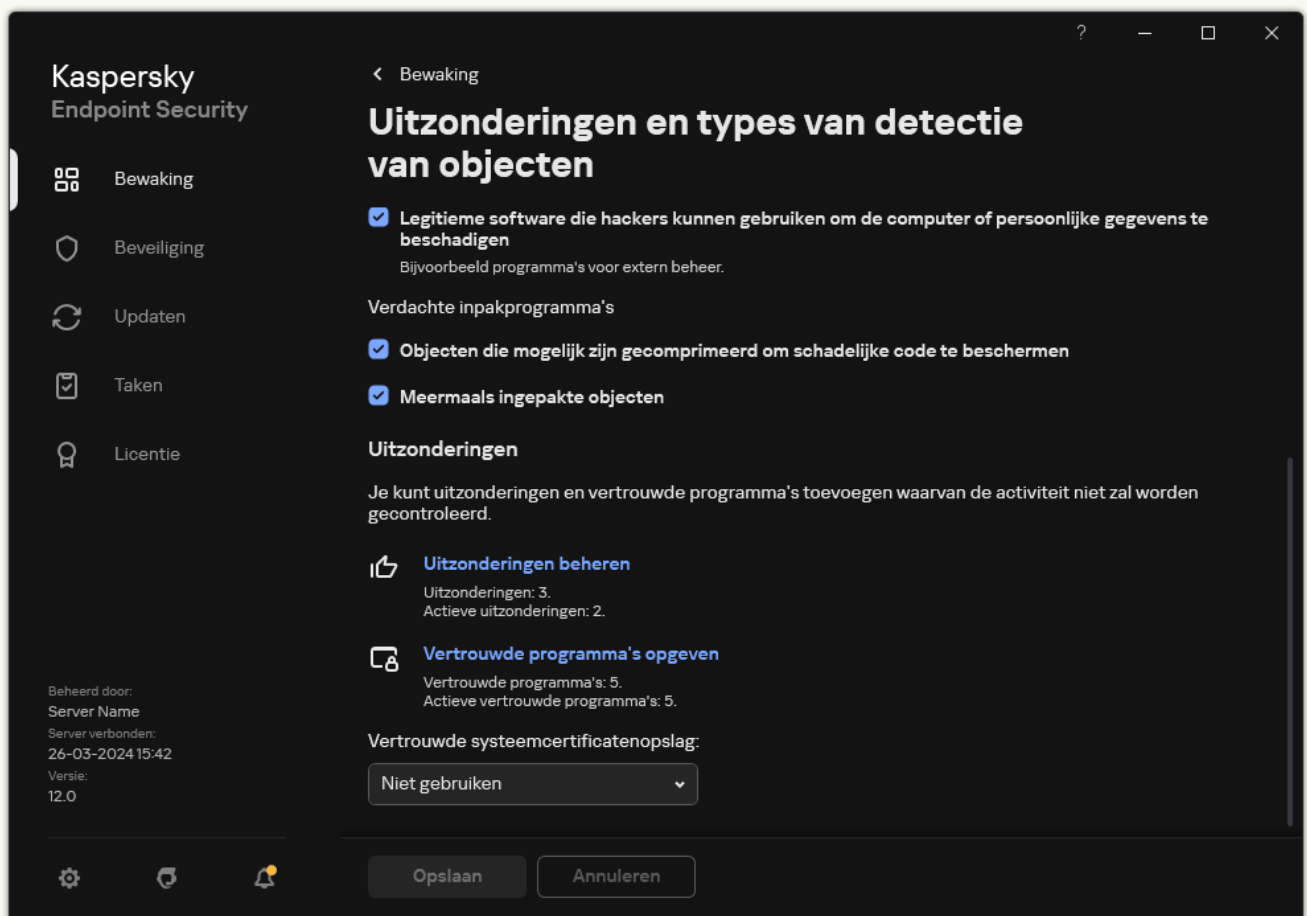 ?
Kaspersky
Endpoint Security
Bewaking
Beveiliging
Updaten
Taken
Licentie
Beheerd door:
Server Name
Server verbonden:
26-03-2024 15:42
Versie:
12.0
Bewaking
Uitzonderingen en types van detectie
van objecten
Legitieme software die hackers kunnen gebruiken om de computer of persoonlijke gegevens te
beschadigen
Bijvoorbeeld programma's voor extern beheer.
Verdachte inpakprogramma's
Objecten die mogelijk zijn gecomprimeerd om schadelijke code te beschermen
Meermaals ingepakte objecten
Uitzonderingen
Je kunt uitzonderingen en vertrouwde programma's toevoegen waarvan de activiteit niet zal worden
gecontroleerd.
Uitzonderingen beheren
Uitzonderingen: 3.
Actieve uitzonderingen: 2.
Vertrouwde programma's opgeven
Vertrouwde programma's: 5.
Actieve vertrouwde programma's: 5.
Vertrouwde systeemcertificatenopslag:
Niet gebruiken
Opslaan
Annuleren